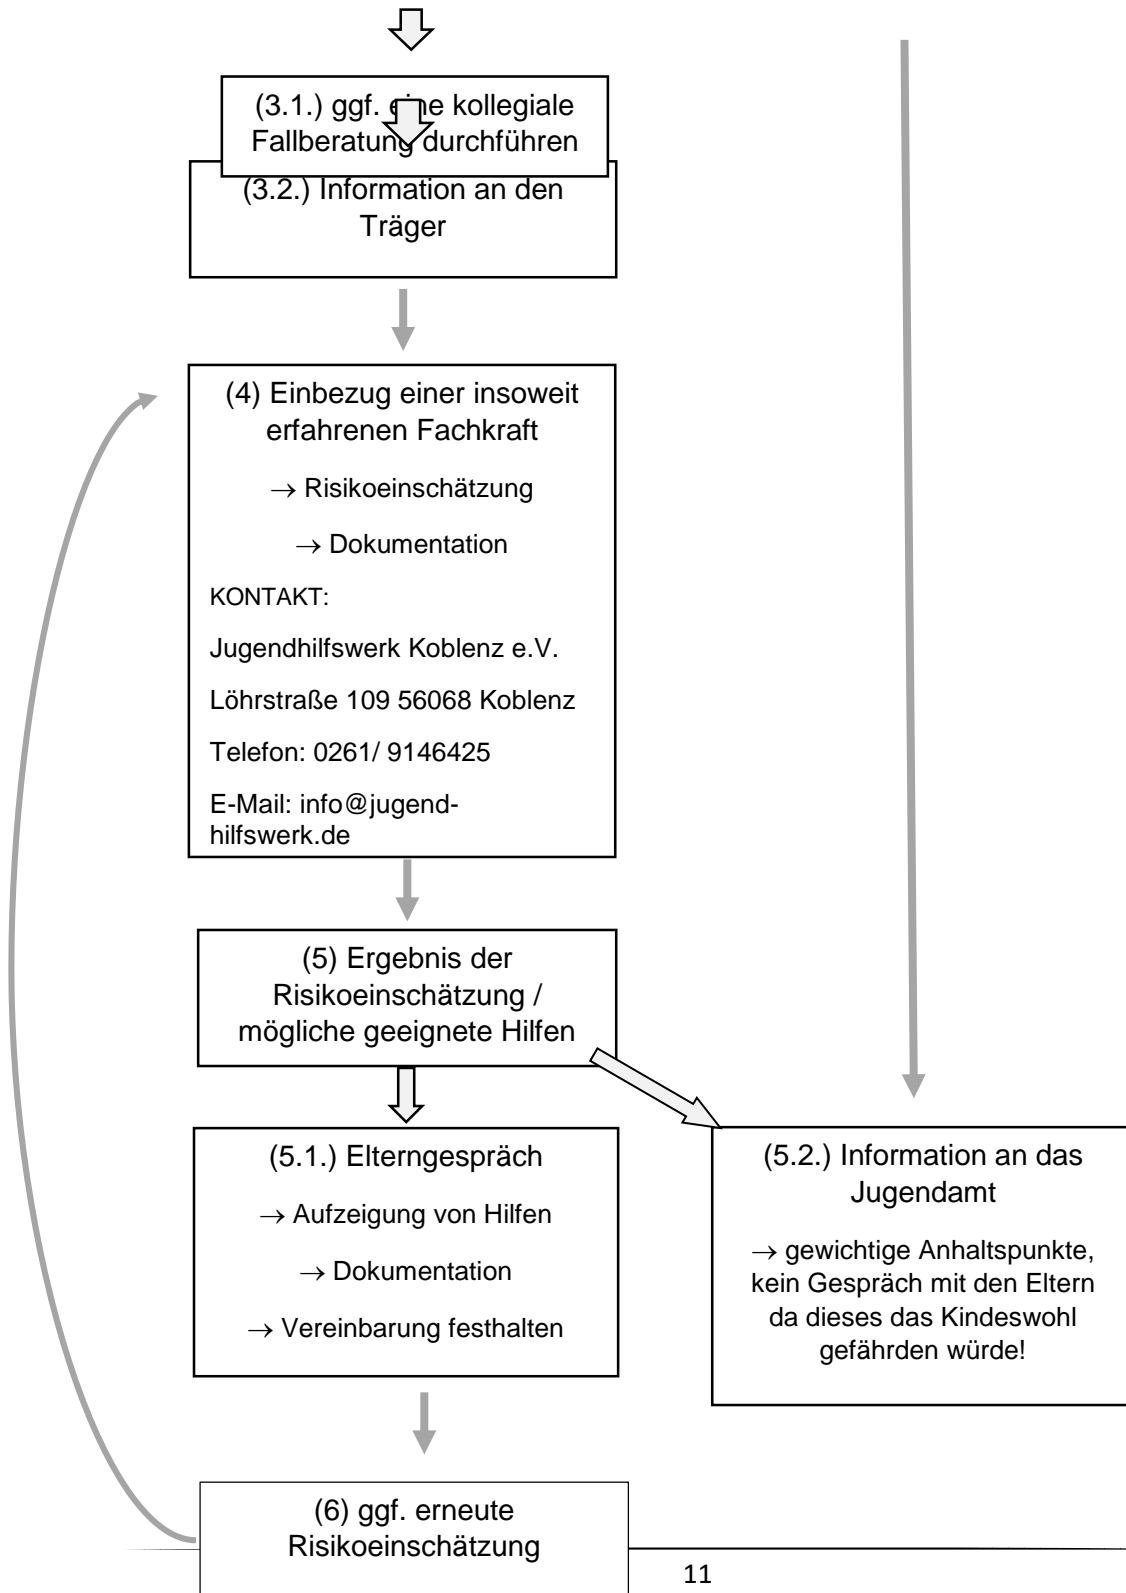 (3.1.) ggf. eine kollegiale
Fallberatung durchführen
(3.2.) Information an den
Träger
(4) Einbezug einer insoweit
erfahrenen Fachkraft
→ Risikoeinschätzung
→ Dokumentation
KONTAKT:
Jugendhilfswerk Koblenz e.V.
Löhrstraße 109 56068 Koblenz
Telefon: 0261/ 9146425
E-Mail: info@jugend-
hilfswerk.de
(5) Ergebnis der
Risikoeinschätzung /
mögliche geeignete Hilfen
(5.1.) Elterngespräch
→ Aufzeigung von Hilfen
→ Dokumentation
→ Vereinbarung festhalten
(5.2.) Information an das
Jugendamt
→ gewichtige Anhaltspunkte,
kein Gespräch mit den Eltern
da dieses das Kindeswohl
gefährden würde!
(6) ggf. erneute
Risikoeinschätzung
11